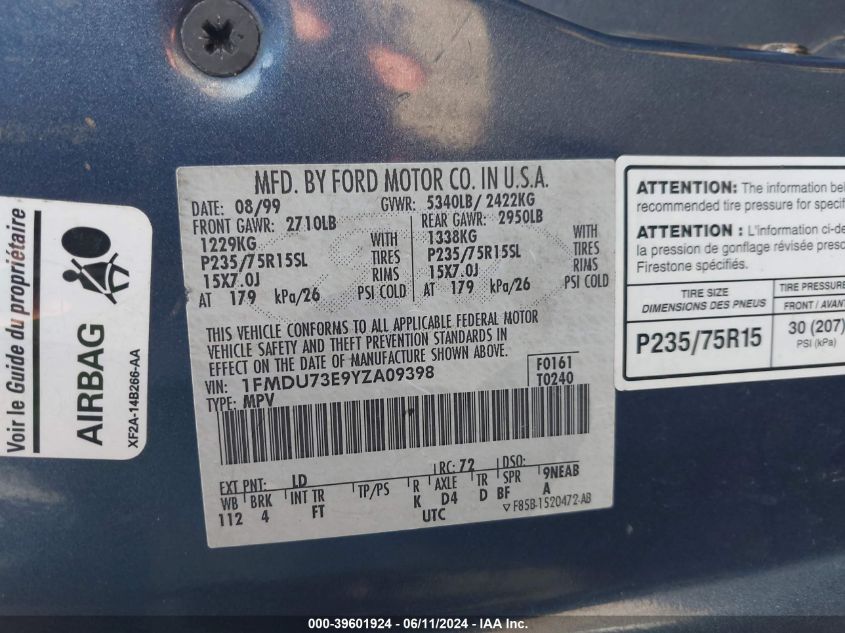 Voir le Guide du propriétaire
AIRBAG
XF2A-14B266-AA
MFD. BY FORD MOTOR CO. IN U.S.A.
DATE: 08/99 GVWR: 5340LB/ 2422KG
FRONT GAWR: 2710LB REAR GAWR: 2950LB
1229KG WITH 1338KG WITH
P235/75R15SL TIRES P235/75R15SL TIRES
15X7.0J RIMS 15X7.0J RIMS
AT 179 kPa/26 PSI COLD AT 179 kPa/26 PSI COLD
THIS VEHICLE CONFORMS TO ALL APPLICABLE FEDERAL MOTOR
VEHICLE SAFETY AND THEFT PREVENTION STANDARDS IN
EFFECT ON THE DATE OF MANUFACTURE SHOWN ABOVE.
VIN: 1FMDU73E9YZA09398 F0161
TYPE: MPV T0240
EXT PNT: LD RC: 72 DSO:
WB BRK INT TR TP/PS R AXLE TR SPR 9NEAB
112 4 FT K D4 D BF A
UTC ▽F85B-1520472-AB
ATTENTION: The information bel
recommended tire pressure for specif
ATTENTION : L'information ci-de
la pression de gonflage révisée presc
Firestone spécifiés.
TIRE SIZE TIRE PRESSURE
DIMENSIONS DES PNEUS FRONT / AVANT
P235/75R15 30 (207)
PSI (kPa)
000-39601924 - 06/11/2024 - IAA Inc.